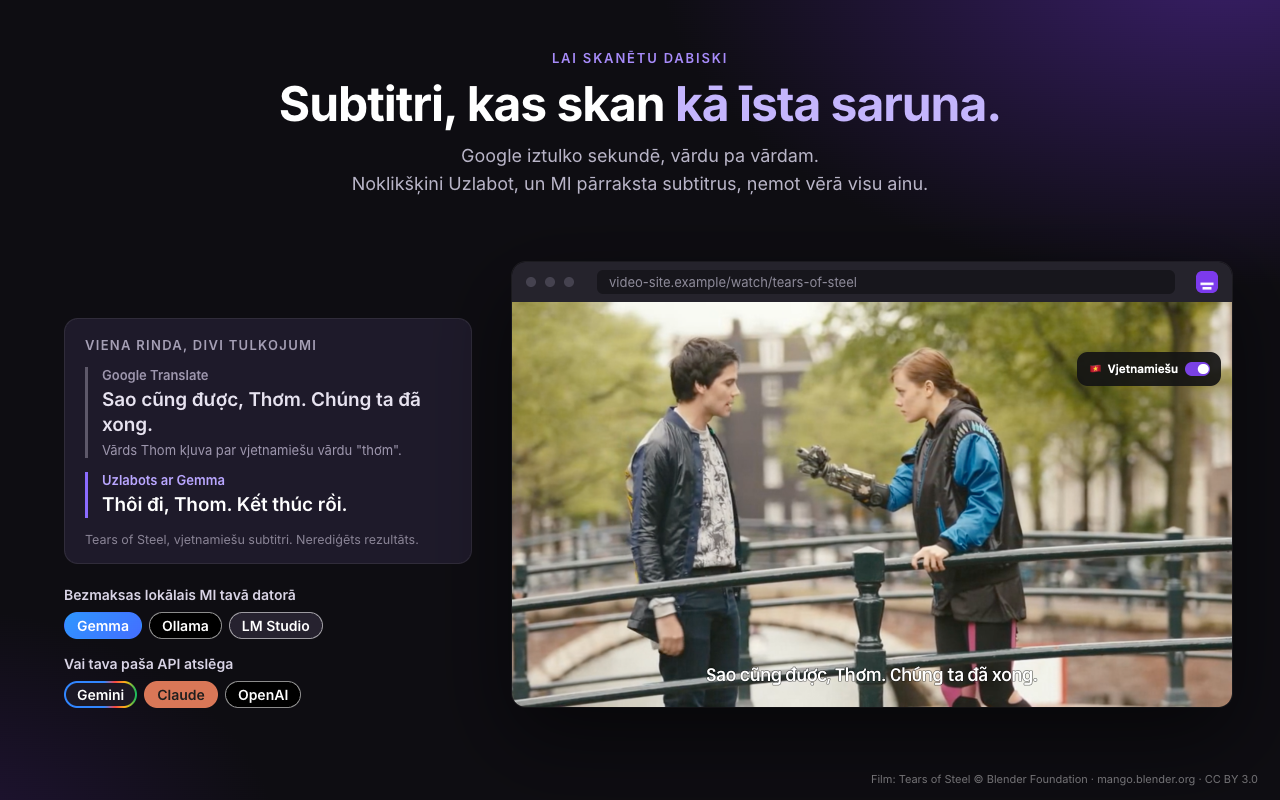 LAI SKANĒTU DABISKI
Subtitri, kas skan kā īsta saruna.
Google iztulko sekundē, vārdu pa vārdam.
Noklikšķini Uzlabot, un MI pārraksta subtitrus, ņemot vērā visu ainu.
VIENA RINDA, DIVI TULKOJUMI
Google Translate
Sao cũng được, Thơm. Chúng ta đã
xong.
Vārds Thom kļuva par vjetnamiešu vārdu "thơm".
Uzlabots ar Gemma
Thôi đi, Thom. Kết thúc rồi.
Tears of Steel, vjetnamiešu subtitri. Nerediģēts rezultāts.
Bezmaksas lokālais MI tavā datorā
Gemma Ollama LM Studio
Vai tava paša API atslēga
Gemini Claude OpenAI
video-site.example/watch/tears-of-steel
Vjetnamiešu
Sao cũng được, Thơm. Chúng ta đã xong.
Film: Tears of Steel © Blender Foundation · mango.blender.org · CC BY 3.0